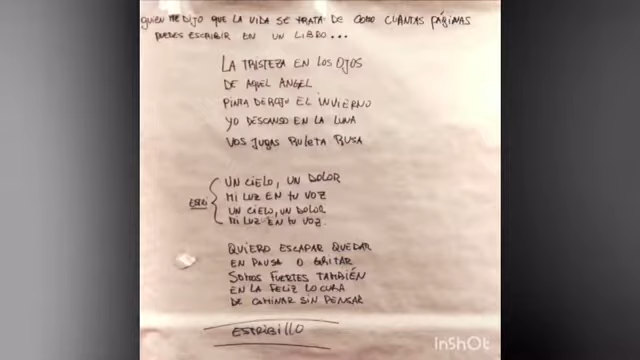 guien me dijo que la vida se trata de como cuantas páginas
puedes escribir en un libro...
La tristeza en los ojos
de aquel angel
pinta debajo el invierno
yo descanso en la luna
vos jugas ruleta rusa
un cielo, un dolor
mi luz en tu voz
estri
un cielo, un dolor
mi luz en tu voz.
quiero escapar quedar
en pausa o gritar
somos fuertes también
en la feliz locura
de caminar sin pensar
estribillo
InShOt